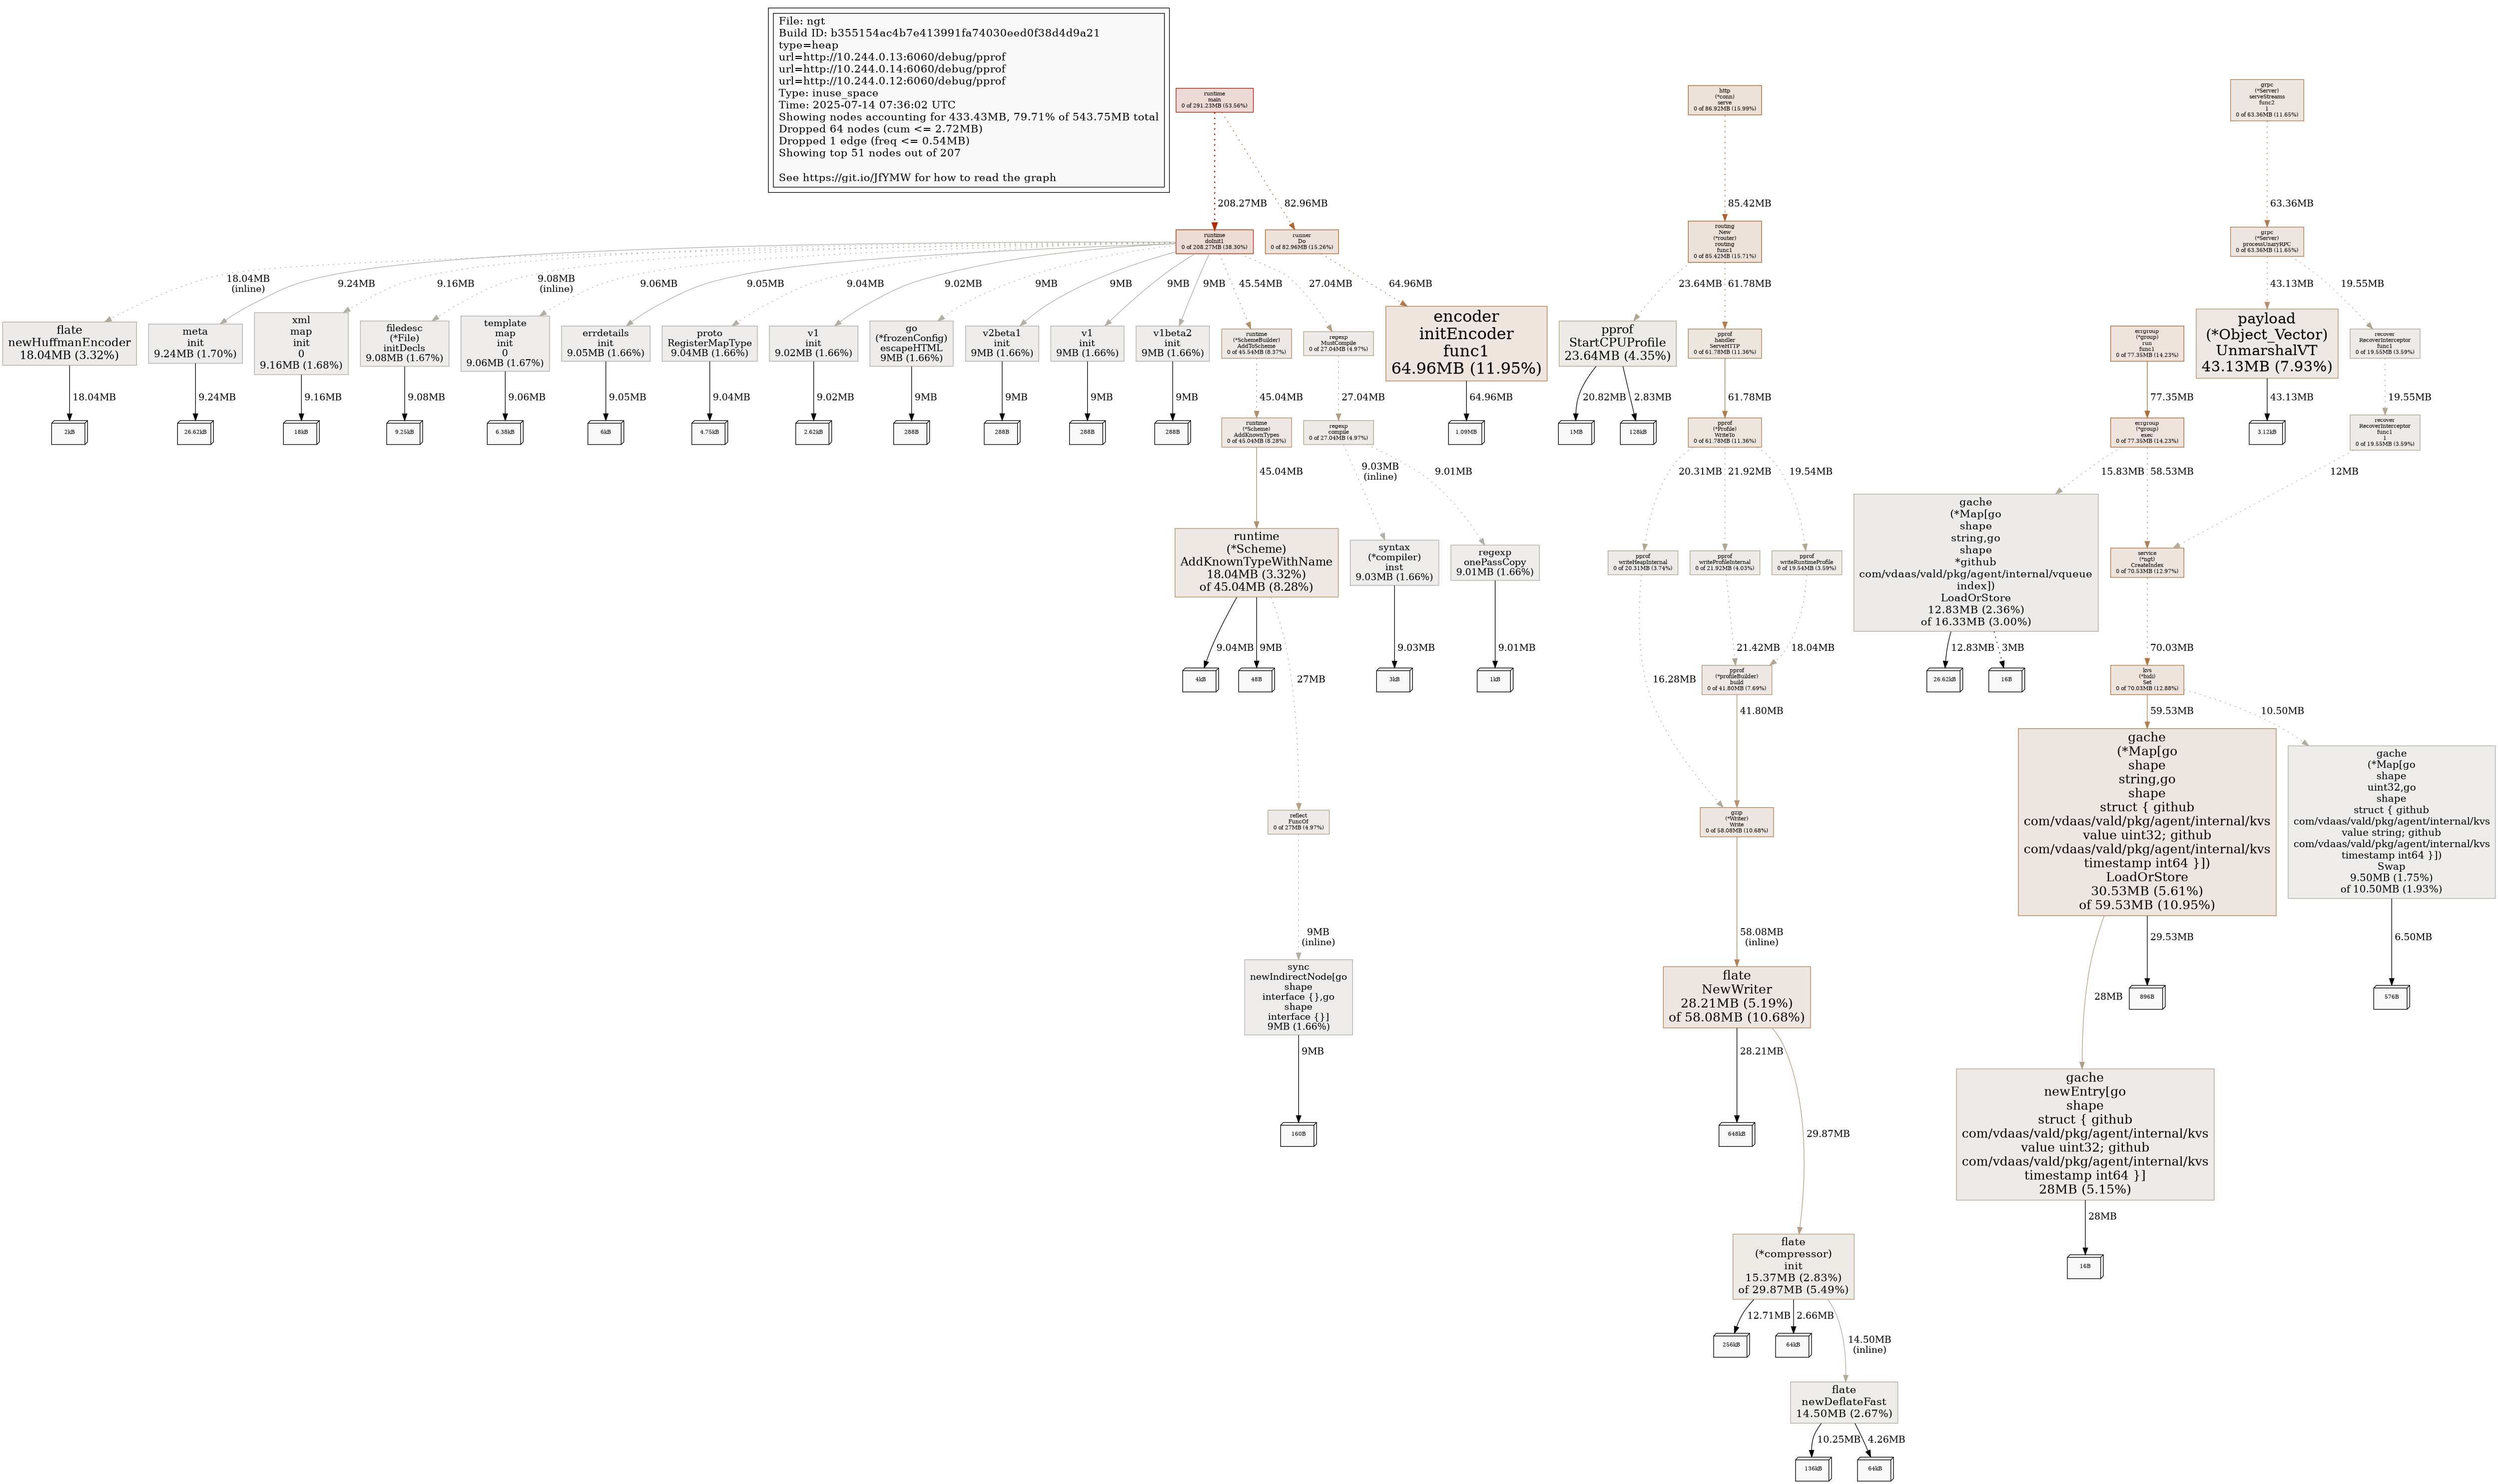 File: ngt
Build ID: b355154ac4b7e413991fa74030eed0f38d4d9a21
type=heap
url=http://10.244.0.13:6060/debug/pprof
url=http://10.244.0.14:6060/debug/pprof
url=http://10.244.0.12:6060/debug/pprof
Type: inuse_space
Time: 2025-07-14 07:36:02 UTC
Showing nodes accounting for 433.43MB, 79.71% of 543.75MB total
Dropped 64 nodes (cum <= 2.72MB)
Dropped 1 edge (freq <= 0.54MB)
Showing top 51 nodes out of 207
See https://git.io/JfYMW for how to read the graph
runtime
main
0 of 291.23MB (53.56%)
http
(*conn)
serve
0 of 86.92MB (15.99%)
grpc
(*Server)
serveStreams
func2
1
0 of 63.36MB (11.65%)
208.27MB
82.96MB
85.42MB
63.36MB
runtime
doInit1
0 of 208.27MB (38.30%)
runner
Do
0 of 82.96MB (15.26%)
routing
New
(*router)
routing
func1
0 of 85.42MB (15.71%)
grpc
(*Server)
processUnaryRPC
0 of 63.36MB (11.65%)
18.04MB
(inline)
9.24MB
9.16MB
9.08MB
(inline)
9.06MB
9.05MB
9.04MB
9.02MB
9MB
9MB
9MB
9MB
45.54MB
27.04MB
64.96MB
23.64MB
61.78MB
43.13MB
19.55MB
flate
newHuffmanEncoder
18.04MB (3.32%)
meta
init
9.24MB (1.70%)
xml
map
init
0
9.16MB (1.68%)
filedesc
(*File)
initDecls
9.08MB (1.67%)
template
map
init
0
9.06MB (1.67%)
errdetails
init
9.05MB (1.66%)
proto
RegisterMapType
9.04MB (1.66%)
v1
init
9.02MB (1.66%)
go
(*frozenConfig)
escapeHTML
9MB (1.66%)
v2beta1
init
9MB (1.66%)
v1
init
9MB (1.66%)
v1beta2
init
9MB (1.66%)
runtime
(*SchemeBuilder)
AddToScheme
0 of 45.54MB (8.37%)
regexp
MustCompile
0 of 27.04MB (4.97%)
encoder
initEncoder
func1
64.96MB (11.95%)
pprof
StartCPUProfile
23.64MB (4.35%)
pprof
handler
ServeHTTP
0 of 61.78MB (11.36%)
errgroup
(*group)
run
func1
0 of 77.35MB (14.23%)
payload
(*Object_Vector)
UnmarshalVT
43.13MB (7.93%)
recover
RecoverInterceptor
func1
0 of 19.55MB (3.59%)
18.04MB
9.24MB
9.16MB
9.08MB
9.06MB
9.05MB
9.04MB
9.02MB
9MB
9MB
9MB
9MB
45.04MB
27.04MB
64.96MB
20.82MB
2.83MB
61.78MB
77.35MB
43.13MB
19.55MB
2kB
26.62kB
18kB
9.25kB
6.38kB
6kB
4.75kB
2.62kB
288B
288B
288B
288B
runtime
(*Scheme)
AddKnownTypes
0 of 45.04MB (8.28%)
regexp
compile
0 of 27.04MB (4.97%)
1.09MB
1MB
128kB
pprof
(*Profile)
WriteTo
0 of 61.78MB (11.36%)
errgroup
(*group)
exec
0 of 77.35MB (14.23%)
3.12kB
recover
RecoverInterceptor
func1
1
0 of 19.55MB (3.59%)
45.04MB
9.03MB
(inline)
9.01MB
20.31MB
21.92MB
19.54MB
15.83MB
58.53MB
12MB
runtime
(*Scheme)
AddKnownTypeWithName
18.04MB (3.32%)
of 45.04MB (8.28%)
syntax
(*compiler)
inst
9.03MB (1.66%)
regexp
onePassCopy
9.01MB (1.66%)
pprof
writeHeapInternal
0 of 20.31MB (3.74%)
pprof
writeProfileInternal
0 of 21.92MB (4.03%)
pprof
writeRuntimeProfile
0 of 19.54MB (3.59%)
gache
(*Map[go
shape
string,go
shape
*github
com/vdaas/vald/pkg/agent/internal/vqueue
index])
LoadOrStore
12.83MB (2.36%)
of 16.33MB (3.00%)
service
(*ngt)
CreateIndex
0 of 70.53MB (12.97%)
9.04MB
9MB
27MB
9.03MB
9.01MB
16.28MB
21.42MB
18.04MB
12.83MB
3MB
70.03MB
4kB
48B
3kB
1kB
pprof
(*profileBuilder)
build
0 of 41.80MB (7.69%)
26.62kB
16B
kvs
(*bidi)
Set
0 of 70.03MB (12.88%)
41.80MB
59.53MB
10.50MB
reflect
FuncOf
0 of 27MB (4.97%)
gzip
(*Writer)
Write
0 of 58.08MB (10.68%)
gache
(*Map[go
shape
string,go
shape
struct { github
com/vdaas/vald/pkg/agent/internal/kvs
value uint32; github
com/vdaas/vald/pkg/agent/internal/kvs
timestamp int64 }])
LoadOrStore
30.53MB (5.61%)
of 59.53MB (10.95%)
gache
(*Map[go
shape
uint32,go
shape
struct { github
com/vdaas/vald/pkg/agent/internal/kvs
value string; github
com/vdaas/vald/pkg/agent/internal/kvs
timestamp int64 }])
Swap
9.50MB (1.75%)
of 10.50MB (1.93%)
9MB
(inline)
58.08MB
(inline)
28MB
29.53MB
6.50MB
sync
newIndirectNode[go
shape
interface {},go
shape
interface {}]
9MB (1.66%)
flate
NewWriter
28.21MB (5.19%)
of 58.08MB (10.68%)
896B
576B
9MB
28.21MB
29.87MB
gache
newEntry[go
shape
struct { github
com/vdaas/vald/pkg/agent/internal/kvs
value uint32; github
com/vdaas/vald/pkg/agent/internal/kvs
timestamp int64 }]
28MB (5.15%)
160B
648kB
28MB
flate
(*compressor)
init
15.37MB (2.83%)
of 29.87MB (5.49%)
16B
12.71MB
2.66MB
14.50MB
(inline)
256kB
64kB
flate
newDeflateFast
14.50MB (2.67%)
10.25MB
4.26MB
136kB
64kB